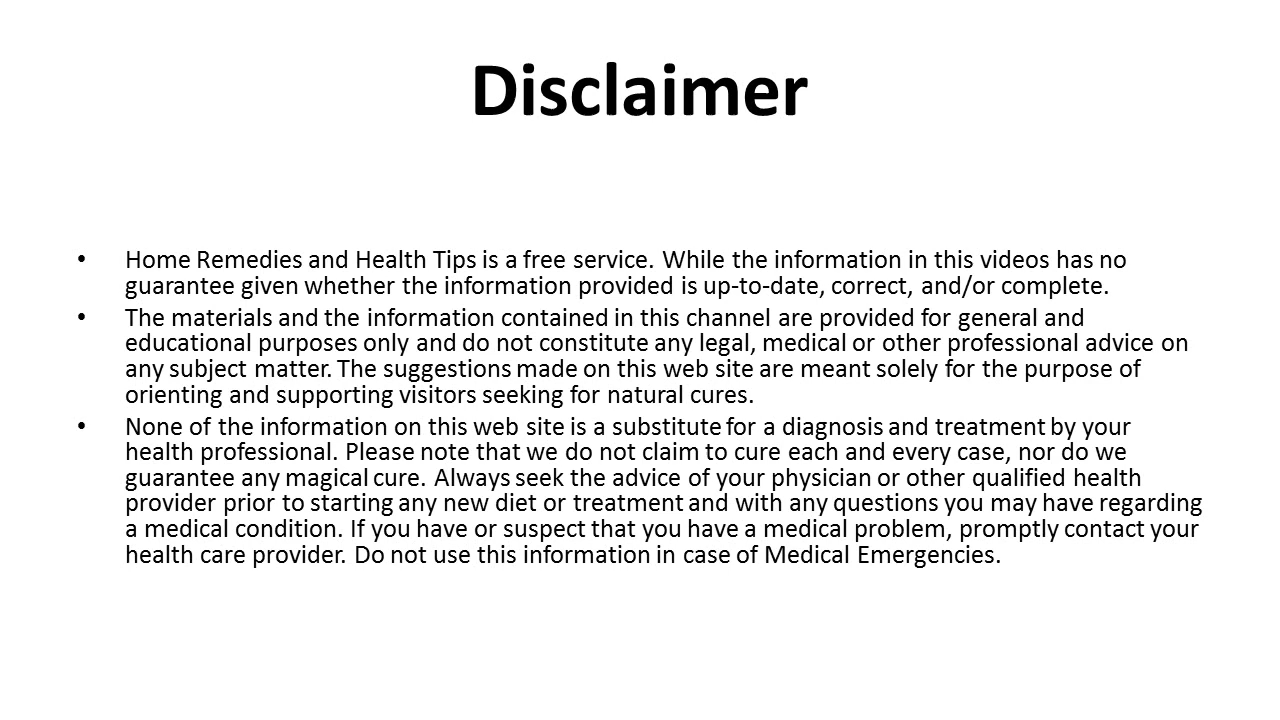 Disclaimer
• Home Remedies and Health Tips is a free service. While the information in this videos has no
guarantee given whether the information provided is up-to-date, correct, and/or complete.
• The materials and the information contained in this channel are provided for general and
educational purposes only and do not constitute any legal, medical or other professional advice on
any subject matter. The suggestions made on this web site are meant solely for the purpose of
orienting and supporting visitors seeking for natural cures.
• None of the information on this web site is a substitute for a diagnosis and treatment by your
health professional. Please note that we do not claim to cure each and every case, nor do we
guarantee any magical cure. Always seek the advice of your physician or other qualified health
provider prior to starting any new diet or treatment and with any questions you may have regarding
a medical condition. If you have or suspect that you have a medical problem, promptly contact your
health care provider. Do not use this information in case of Medical Emergencies.